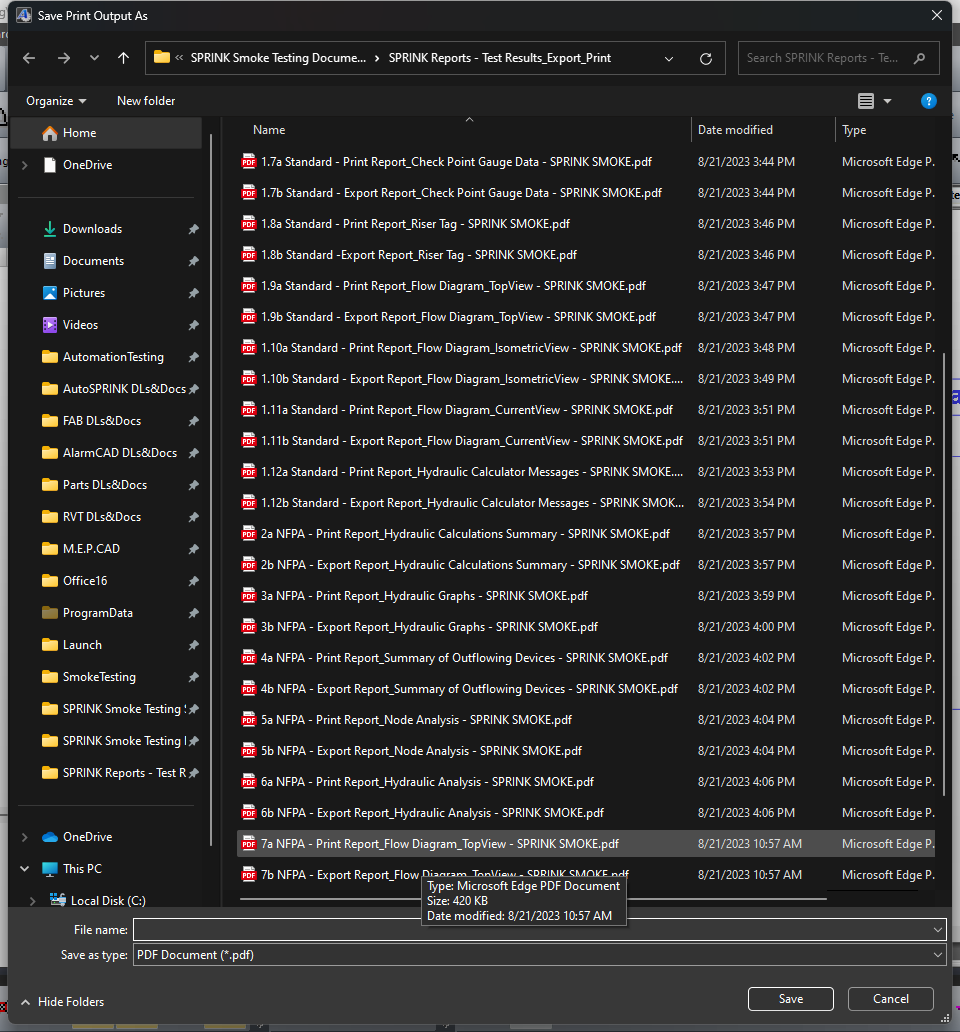 Save Print Output As
« SPRINK Smoke Testing Docume... › SPRINK Reports - Test Results_Export_Print
Search SPRINK Reports - Te...
Organize
New folder
?
Name
Date modified
Type
Home
OneDrive
Downloads
Documents
Pictures
Videos
AutomationTesting
AutoSPRINK DLs&Docs
FAB DLs&Docs
AlarmCAD DLs&Docs
Parts DLs&Docs
RVT DLs&Docs
M.E.P.CAD
Office16
ProgramData
Launch
SmokeTesting
SPRINK Smoke Testing
SPRINK Smoke Testing
SPRINK Reports - Test R
OneDrive
This PC
Local Disk (C:)
1.7a Standard - Print Report_Check Point Gauge Data - SPRINK SMOKE.pdf 8/21/2023 3:44 PM Microsoft Edge P.
1.7b Standard - Export Report_Check Point Gauge Data - SPRINK SMOKE.pdf 8/21/2023 3:44 PM Microsoft Edge P.
1.8a Standard - Print Report_Riser Tag - SPRINK SMOKE.pdf 8/21/2023 3:46 PM Microsoft Edge P.
1.8b Standard -Export Report_Riser Tag - SPRINK SMOKE.pdf 8/21/2023 3:46 PM Microsoft Edge P.
1.9a Standard - Print Report_Flow Diagram_TopView - SPRINK SMOKE.pdf 8/21/2023 3:47 PM Microsoft Edge P.
1.9b Standard - Export Report_Flow Diagram_TopView - SPRINK SMOKE.pdf 8/21/2023 3:47 PM Microsoft Edge P.
1.10a Standard - Print Report_Flow Diagram_IsometricView - SPRINK SMOKE.pdf 8/21/2023 3:48 PM Microsoft Edge P.
1.10b Standard - Export Report_Flow Diagram_IsometricView - SPRINK SMOKE.... 8/21/2023 3:49 PM Microsoft Edge P.
1.11a Standard - Print Report_Flow Diagram_CurrentView - SPRINK SMOKE.pdf 8/21/2023 3:51 PM Microsoft Edge P.
1.11b Standard - Export Report_Flow Diagram_CurrentView - SPRINK SMOKE.pdf 8/21/2023 3:51 PM Microsoft Edge P.
1.12a Standard - Print Report_Hydraulic Calculator Messages - SPRINK SMOKE.... 8/21/2023 3:53 PM Microsoft Edge P.
1.12b Standard - Export Report_Hydraulic Calculator Messages - SPRINK SMOK... 8/21/2023 3:54 PM Microsoft Edge P.
2a NFPA - Print Report_Hydraulic Calculations Summary - SPRINK SMOKE.pdf 8/21/2023 3:57 PM Microsoft Edge P.
2b NFPA - Export Report_Hydraulic Calculations Summary - SPRINK SMOKE.pdf 8/21/2023 3:57 PM Microsoft Edge P.
3a NFPA - Print Report_Hydraulic Graphs - SPRINK SMOKE.pdf 8/21/2023 3:59 PM Microsoft Edge P.
3b NFPA - Export Report_Hydraulic Graphs - SPRINK SMOKE.pdf 8/21/2023 4:00 PM Microsoft Edge P.
4a NFPA - Print Report_Summary of Outflowing Devices - SPRINK SMOKE.pdf 8/21/2023 4:02 PM Microsoft Edge P.
4b NFPA - Export Report_Summary of Outflowing Devices - SPRINK SMOKE.pdf 8/21/2023 4:02 PM Microsoft Edge P.
5a NFPA - Print Report_Node Analysis - SPRINK SMOKE.pdf 8/21/2023 4:04 PM Microsoft Edge P.
5b NFPA - Export Report_Node Analysis - SPRINK SMOKE.pdf 8/21/2023 4:04 PM Microsoft Edge P.
6a NFPA - Print Report_Hydraulic Analysis - SPRINK SMOKE.pdf 8/21/2023 4:06 PM Microsoft Edge P.
6b NFPA - Export Report_Hydraulic Analysis - SPRINK SMOKE.pdf 8/21/2023 4:06 PM Microsoft Edge P.
7a NFPA - Print Report_Flow Diagram_TopView - SPRINK SMOKE.pdf 8/21/2023 10:57 AM Microsoft Edge P.
7b NFPA - Export Report_Flow Diagram_TopView - SPRINK SMOKE.pdf 8/21/2023 10:57 AM Microsoft Edge P.
Type: Microsoft Edge PDF Document
Size: 420 KB
Date modified: 8/21/2023 10:57 AM
File name:
Save as type: PDF Document (*.pdf)
Hide Folders
Save
Cancel